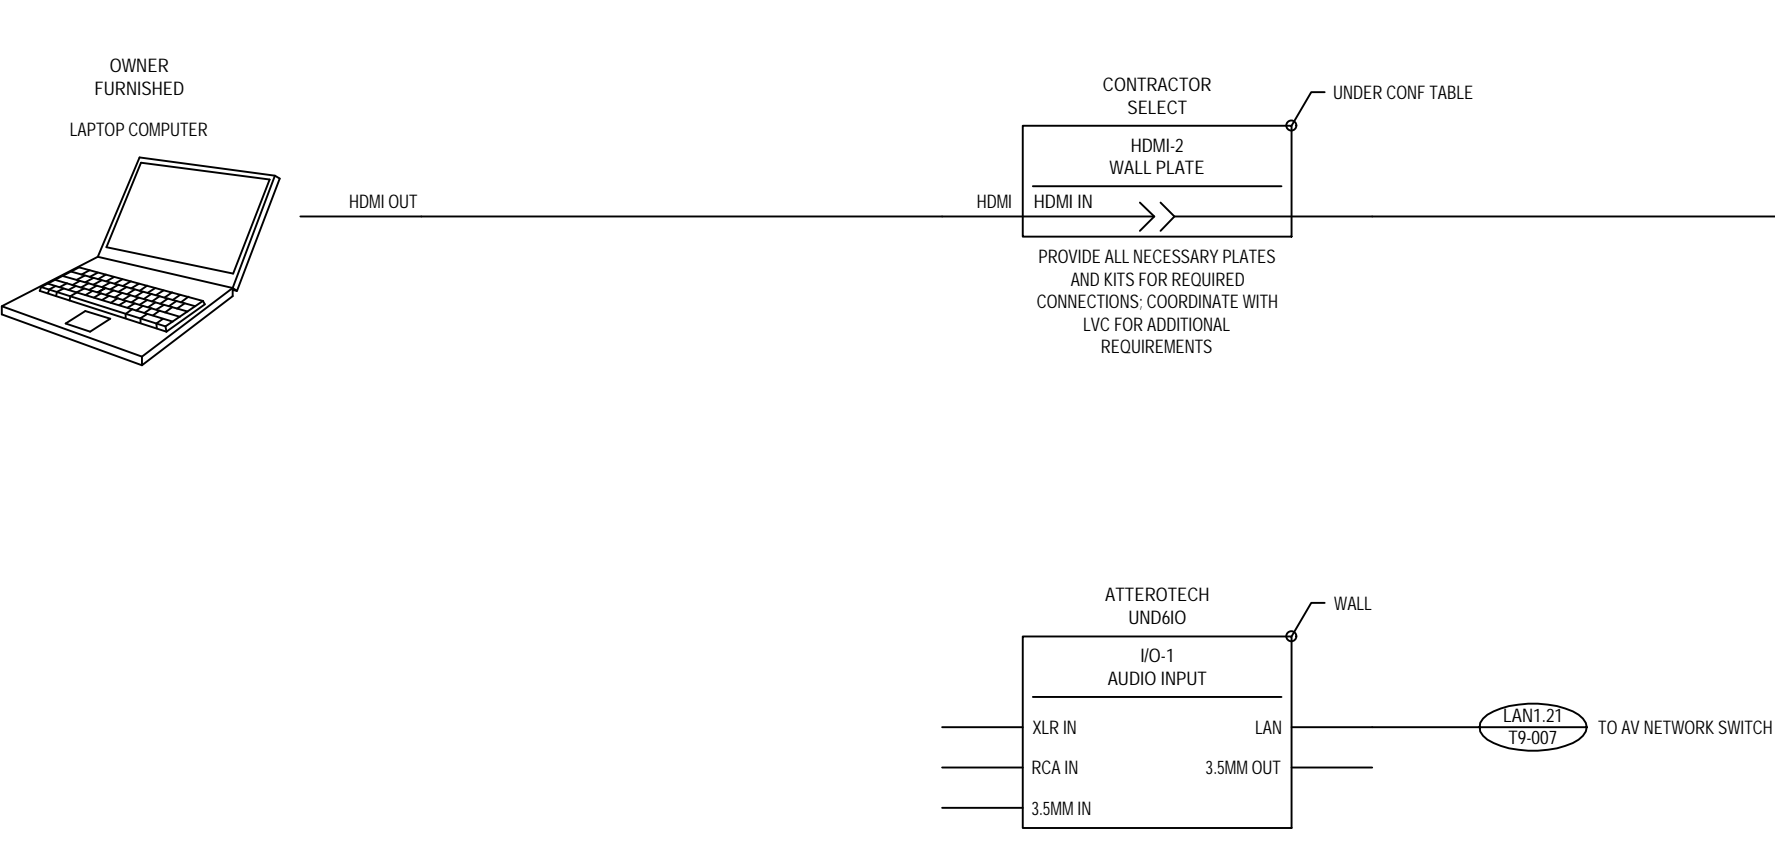 OWNER
FURNISHED
LAPTOP COMPUTER
HDMI OUT
CONTRACTOR
SELECT
UNDER CONF TABLE
HDMI-2
WALL PLATE
HDMI
HDMI IN
PROVIDE ALL NECESSARY PLATES
AND KITS FOR REQUIRED
CONNECTIONS; COORDINATE WITH
LVC FOR ADDITIONAL
REQUIREMENTS
ATTEROTECH
UND6IO
WALL
I/O-1
AUDIO INPUT
XLR IN
LAN
LAN1.21
T9-007
TO AV NETWORK SWITCH
RCA IN
3.5MM OUT
3.5MM IN